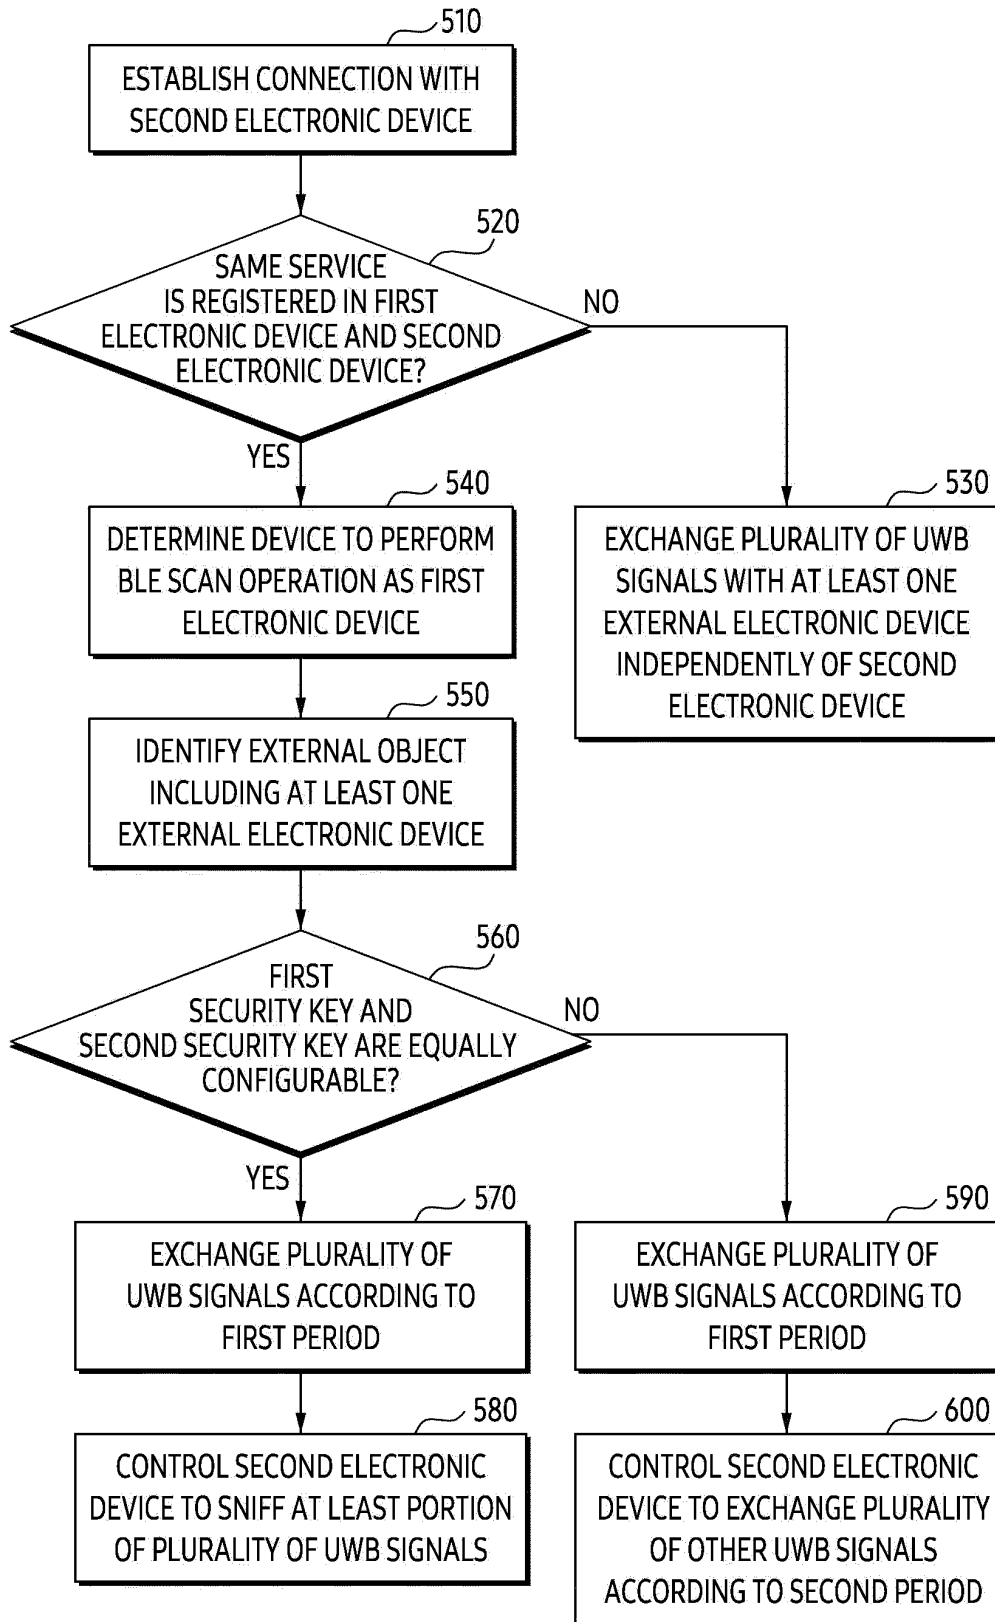 510
ESTABLISH CONNECTION WITH
SECOND ELECTRONIC DEVICE
520
SAME SERVICE
IS REGISTERED IN FIRST
ELECTRONIC DEVICE AND SECOND
ELECTRONIC DEVICE?
NO
YES
540
DETERMINE DEVICE TO PERFORM
BLE SCAN OPERATION AS FIRST
ELECTRONIC DEVICE
530
EXCHANGE PLURALITY OF UWB
SIGNALS WITH AT LEAST ONE
EXTERNAL ELECTRONIC DEVICE
INDEPENDENTLY OF SECOND
ELECTRONIC DEVICE
550
IDENTIFY EXTERNAL OBJECT
INCLUDING AT LEAST ONE
EXTERNAL ELECTRONIC DEVICE
560
FIRST
SECURITY KEY AND
SECOND SECURITY KEY ARE EQUALLY
CONFIGURABLE?
NO
YES
570
EXCHANGE PLURALITY OF
UWB SIGNALS ACCORDING TO
FIRST PERIOD
590
EXCHANGE PLURALITY OF
UWB SIGNALS ACCORDING TO
FIRST PERIOD
580
CONTROL SECOND ELECTRONIC
DEVICE TO SNIFF AT LEAST PORTION
OF PLURALITY OF UWB SIGNALS
600
CONTROL SECOND ELECTRONIC
DEVICE TO EXCHANGE PLURALITY
OF OTHER UWB SIGNALS
ACCORDING TO SECOND PERIOD